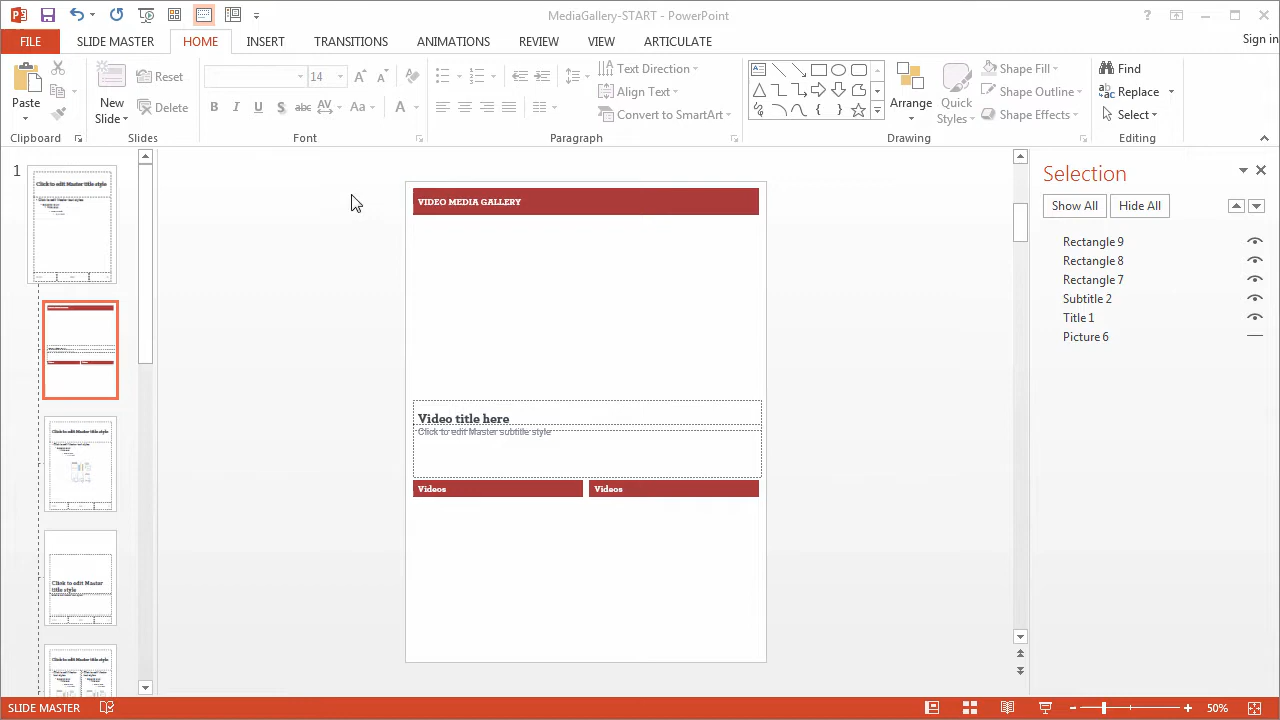 MediaGallery-START - PowerPoint
?
Sign in
FILE
SLIDE MASTER
HOME
INSERT
TRANSITIONS
ANIMATIONS
REVIEW
VIEW
ARTICULATE
Paste
New
Slide
Reset
Delete
14
B I U S abc AV Aa A
Text Direction
Align Text
Convert to SmartArt
Arrange
Quick
Styles
Shape Fill
Shape Outline
Shape Effects
Find
Replace
Select
Clipboard
Slides
Font
Paragraph
Drawing
Editing
1
Click to edit Master title style
Click to edit Master title style
Click to edit Master
title style
Click to edit Master title style
VIDEO MEDIA GALLERY
Video title here
Click to edit Master subtitle style
Videos
Videos
Selection
Show All
Hide All
Rectangle 9
Rectangle 8
Rectangle 7
Subtitle 2
Title 1
Picture 6
SLIDE MASTER
50%